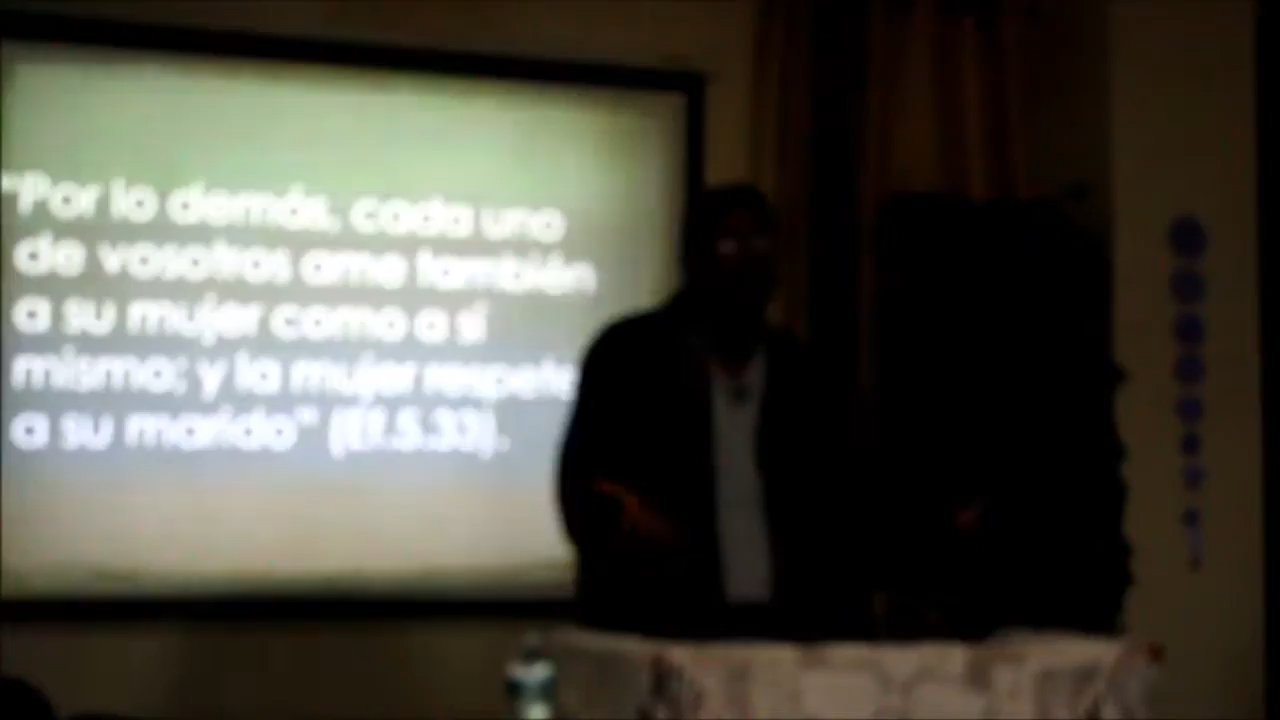 "Por lo demás, cada uno
de vosotros ame también
a su mujer como a sí
mismo; y la mujer respete
a su marido" (Ef.5.33).